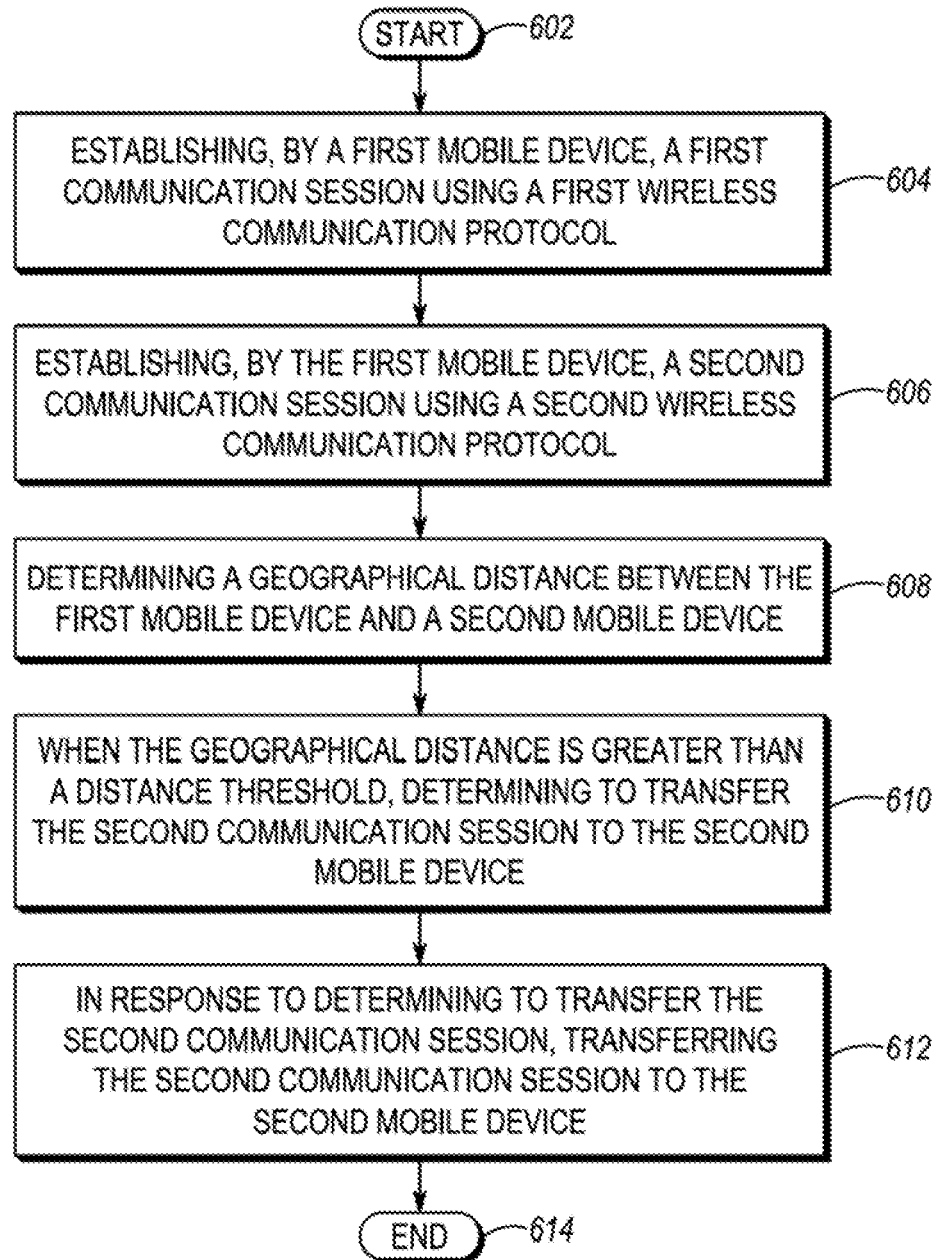 START
602
ESTABLISHING, BY A FIRST MOBILE DEVICE, A FIRST
COMMUNICATION SESSION USING A FIRST WIRELESS
COMMUNICATION PROTOCOL
604
ESTABLISHING, BY THE FIRST MOBILE DEVICE, A SECOND
COMMUNICATION SESSION USING A SECOND WIRELESS
COMMUNICATION PROTOCOL
606
DETERMINING A GEOGRAPHICAL DISTANCE BETWEEN THE
FIRST MOBILE DEVICE AND A SECOND MOBILE DEVICE
608
WHEN THE GEOGRAPHICAL DISTANCE IS GREATER THAN
A DISTANCE THRESHOLD, DETERMINING TO TRANSFER
THE SECOND COMMUNICATION SESSION TO THE SECOND
MOBILE DEVICE
610
IN RESPONSE TO DETERMINING TO TRANSFER THE
SECOND COMMUNICATION SESSION, TRANSFERRING
THE SECOND COMMUNICATION SESSION TO THE
SECOND MOBILE DEVICE
612
END
614